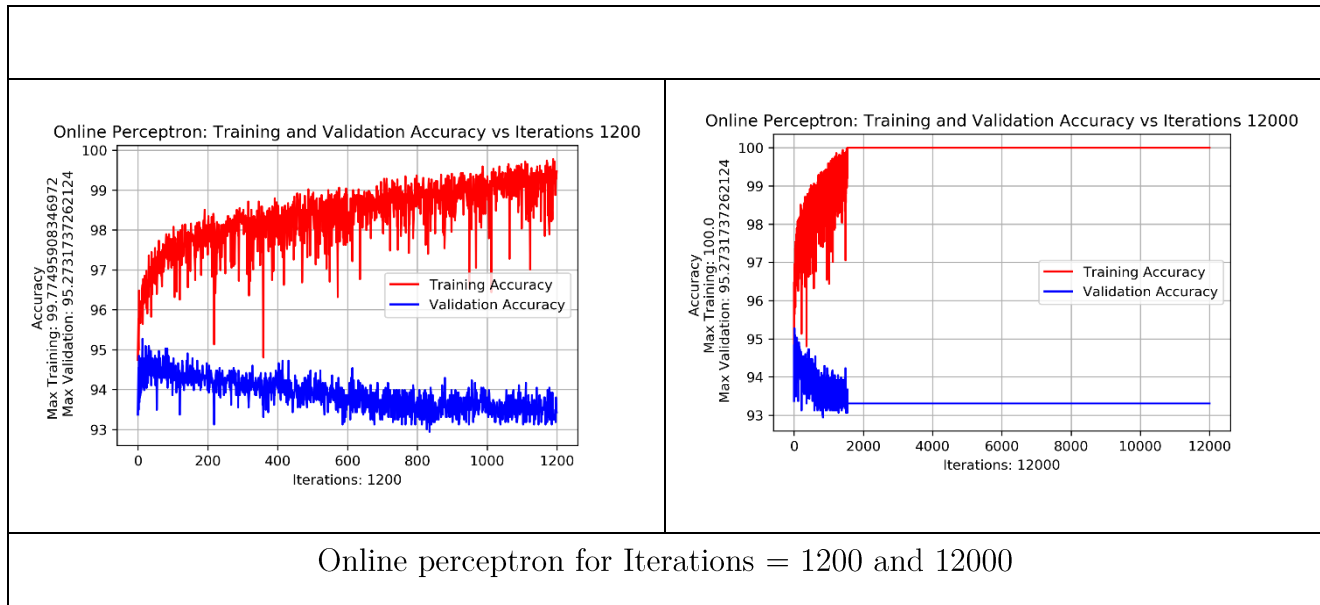 Online Perceptron: Training and Validation Accuracy vs Iterations 1200
Accuracy
Max Training: 99.77495908346972
Max Validation: 95.2731737262124
100
99
98
97
96
95
94
93
Training Accuracy
Validation Accuracy
0 200 400 600 800 1000 1200
Iterations: 1200
Online Perceptron: Training and Validation Accuracy vs Iterations 12000
Accuracy
Max Training: 100.0
Max Validation: 95.2731737262124
100
99
98
97
96
95
94
93
Training Accuracy
Validation Accuracy
0 2000 4000 6000 8000 10000 12000
Iterations: 12000
Online perceptron for Iterations = 1200 and 12000